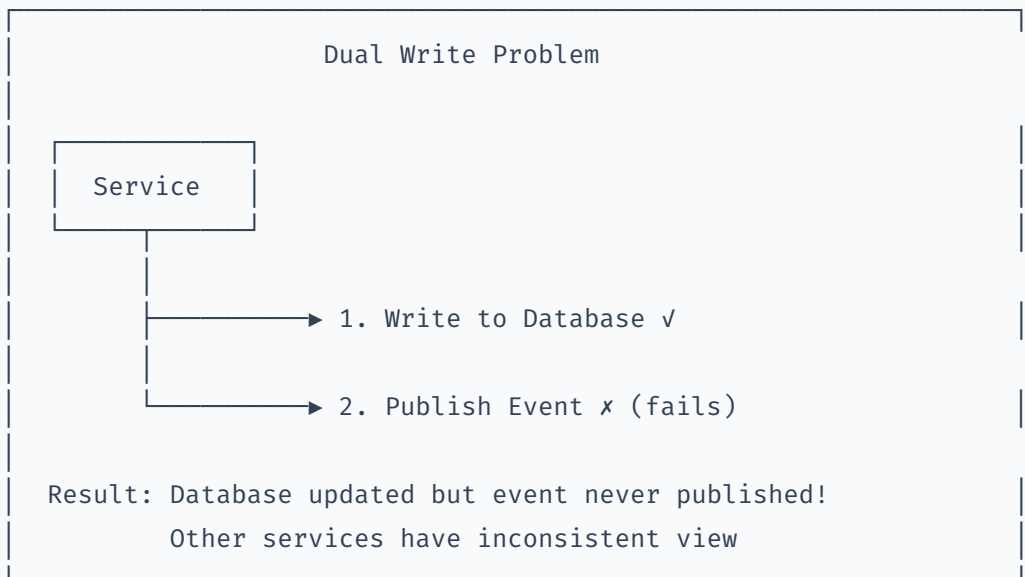 Dual Write Problem
Service
1. Write to Database √
2. Publish Event ✗ (fails)
Result: Database updated but event never published!
Other services have inconsistent view